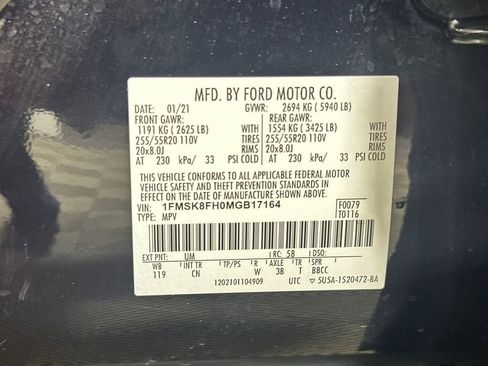 MFD. BY FORD MOTOR CO.
DATE: 01/21 GVWR: 2694 KG ( 5940 LB)
FRONT GAWR: REAR GAWR:
1191 KG ( 2625 LB) WITH 1554 KG ( 3425 LB) WITH
255/55R20 110V TIRES 255/55R20 110V TIRES
20x8.0J RIMS 20x8.0J RIMS
AT 230 kPa/ 33 PSI COLD AT 230 kPa/ 33 PSI COLD
THIS VEHICLE CONFORMS TO ALL APPLICABLE FEDERAL MOTOR
VEHICLE SAFETY AND THEFT PREVENTION STANDARDS IN EFFECT ON
THE DATE OF MANUFACTURE SHOWN ABOVE.
VIN: 1FMSK8FH0MGB17164 F0079
TYPE: MPV T0116
EXT PNT: UM RC: 58 DSO:
WB INT TR TP/PS R AXLE TR SPR
119 CN W 3B T BBCC
1202101104909 UTC ▽ 5U5A-1520472-BA